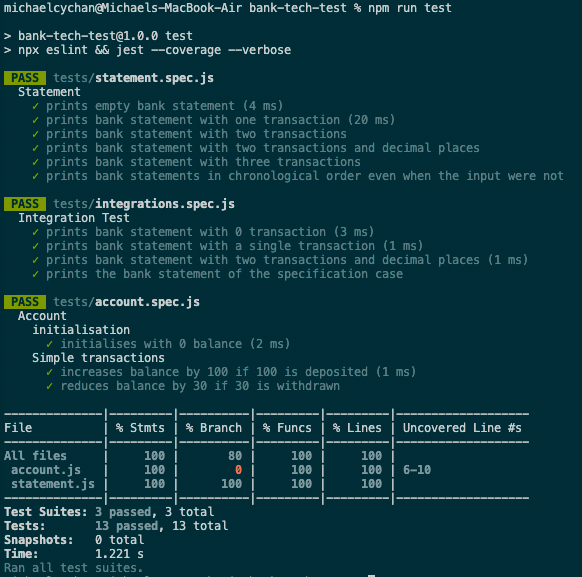 michaelcychan@Michaels-MacBook-Air bank-tech-test % npm run test
> bank-tech-test@1.0.0 test
> npx eslint && jest --coverage --verbose
PASS tests/statement.spec.js
Statement
✓ prints empty bank statement (4 ms)
✓ prints bank statement with one transaction (20 ms)
✓ prints bank statement with two transactions
✓ prints bank statement with two transactions and decimal places
✓ prints bank statement with three transactions
✓ prints bank statements in chronological order even when the input were not
PASS tests/integrations.spec.js
Integration Test
✓ prints bank statement with 0 transaction (3 ms)
✓ prints bank statement with a single transaction (1 ms)
✓ prints bank statement with two transactions and decimal places (1 ms)
✓ prints the bank statement of the specification case
PASS tests/account.spec.js
Account
initialisation
✓ initialises with 0 balance (2 ms)
Simple transactions
✓ increases balance by 100 if 100 is deposited (1 ms)
✓ reduces balance by 30 if 30 is withdrawn
--------------|---------|----------|---------|---------|-------------------
File          | % Stmts | % Branch | % Funcs | % Lines | Uncovered Line #s
--------------|---------|----------|---------|---------|-------------------
All files     |     100 |       80 |     100 |     100 |
account.js   |     100 |        0 |     100 |     100 | 6-10
statement.js |     100 |      100 |     100 |     100 |
--------------|---------|----------|---------|---------|-------------------
Test Suites: 3 passed, 3 total
Tests:       13 passed, 13 total
Snapshots:   0 total
Time:        1.221 s
Ran all test suites.